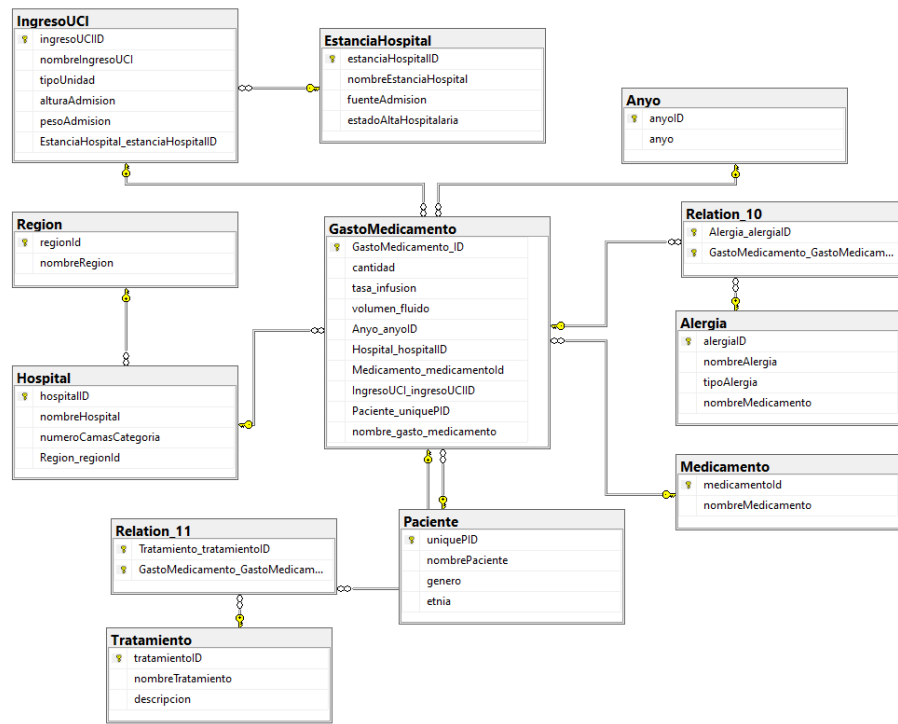 IngresoUCI
ingresoUCIID
nombreIngresoUCI
tipoUnidad
alturaAdmision
pesoAdmision
EstanciaHospital_estanciaHospitalID
EstanciaHospital
estanciaHospitalID
nombreEstanciaHospital
fuenteAdmision
estadoAltaHospitalaria
Anyo
anyoID
anyo
Region
regionId
nombreRegion
GastoMedicamento
GastoMedicamento_ID
cantidad
tasa_infusion
volumen_fluido
Anyo_anyoID
Hospital_hospitalID
Medicamento_medicamentoId
IngresoUCI_ingresoUCIID
Paciente_uniquePID
nombre_gasto_medicamento
Relation_10
Alergia_alergiaID
GastoMedicamento_GastoMedicam...
Alergia
alergiaID
nombreAlergia
tipoAlergia
nombreMedicamento
Hospital
hospitalID
nombreHospital
numeroCamasCategoria
Region_regionId
Medicamento
medicamentoId
nombreMedicamento
Relation_11
Tratamiento_tratamientoID
GastoMedicamento_GastoMedicam...
Paciente
uniquePID
nombrePaciente
genero
etnia
Tratamiento
tratamientoID
nombreTratamiento
descripcion